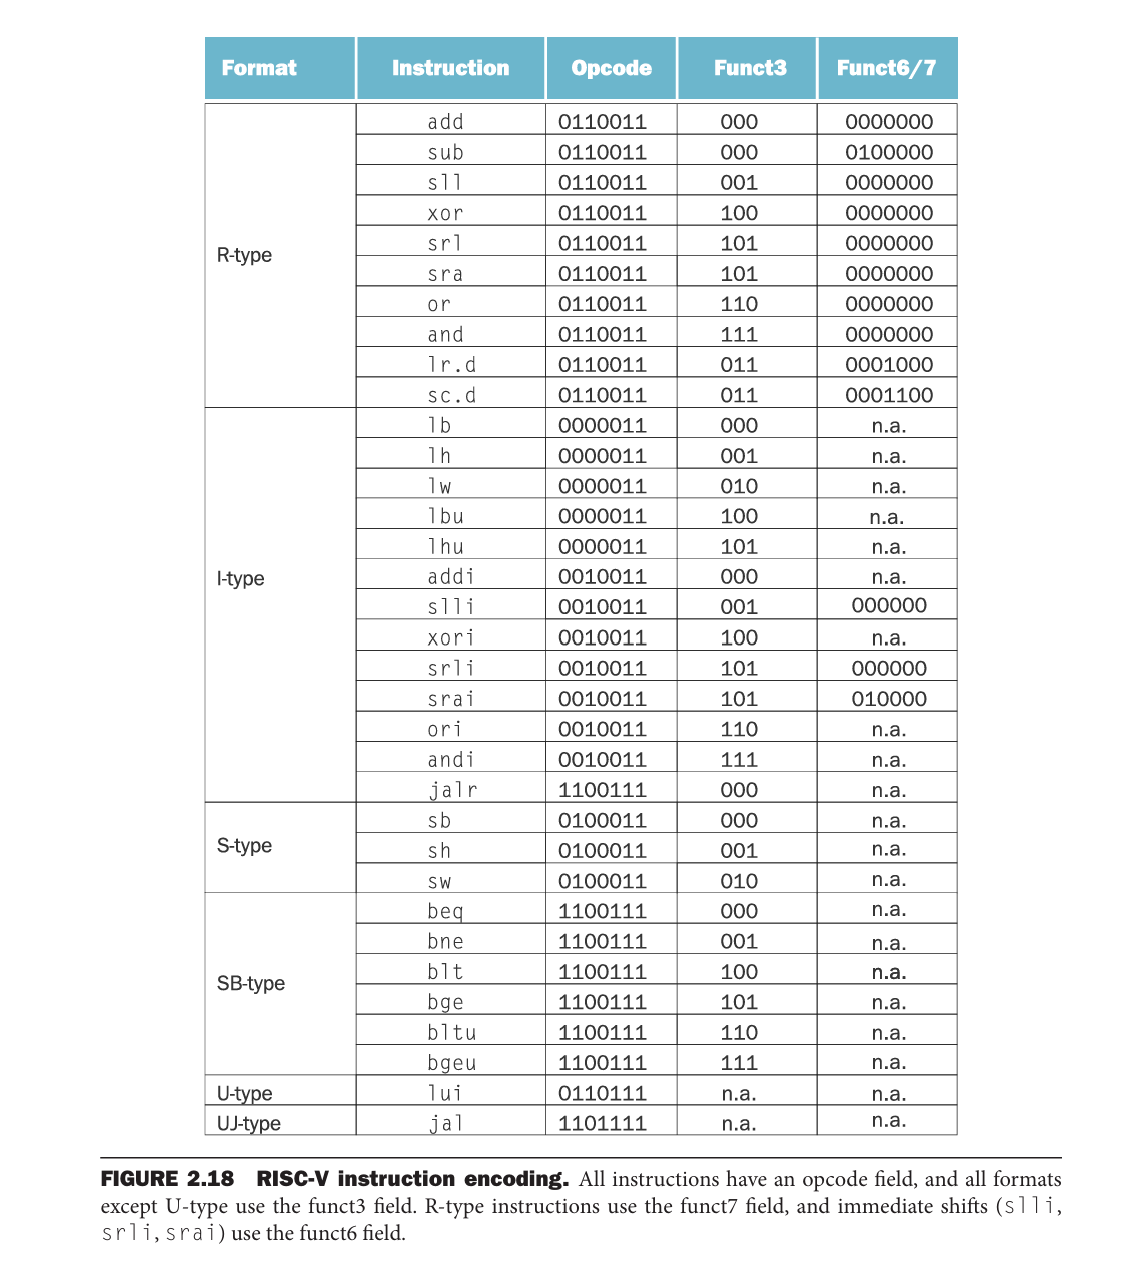 Format Instruction Opcode Funct3 Funct6/7
R-type
add 0110011 000 0000000
sub 0110011 000 0100000
sll 0110011 001 0000000
xor 0110011 100 0000000
srl 0110011 101 0000000
sra 0110011 101 0000000
or 0110011 110 0000000
and 0110011 111 0000000
lr.d 0110011 011 0001000
sc.d 0110011 011 0001100
I-type
lb 0000011 000 n.a.
lh 0000011 001 n.a.
lw 0000011 010 n.a.
lbu 0000011 100 n.a.
lhu 0000011 101 n.a.
addi 0010011 000 n.a.
slli 0010011 001 000000
xori 0010011 100 n.a.
srli 0010011 101 000000
srai 0010011 101 010000
ori 0010011 110 n.a.
andi 0010011 111 n.a.
jalr 1100111 000 n.a.
S-type
sb 0100011 000 n.a.
sh 0100011 001 n.a.
sw 0100011 010 n.a.
SB-type
beq 1100111 000 n.a.
bne 1100111 001 n.a.
blt 1100111 100 n.a.
bge 1100111 101 n.a.
bltu 1100111 110 n.a.
bgeu 1100111 111 n.a.
U-type lui 0110111 n.a. n.a.
UJ-type jal 1101111 n.a. n.a.
FIGURE 2.18 RISC-V instruction encoding. All instructions have an opcode field, and all formats
except U-type use the funct3 field. R-type instructions use the funct7 field, and immediate shifts (slli,
srli, srai) use the funct6 field.